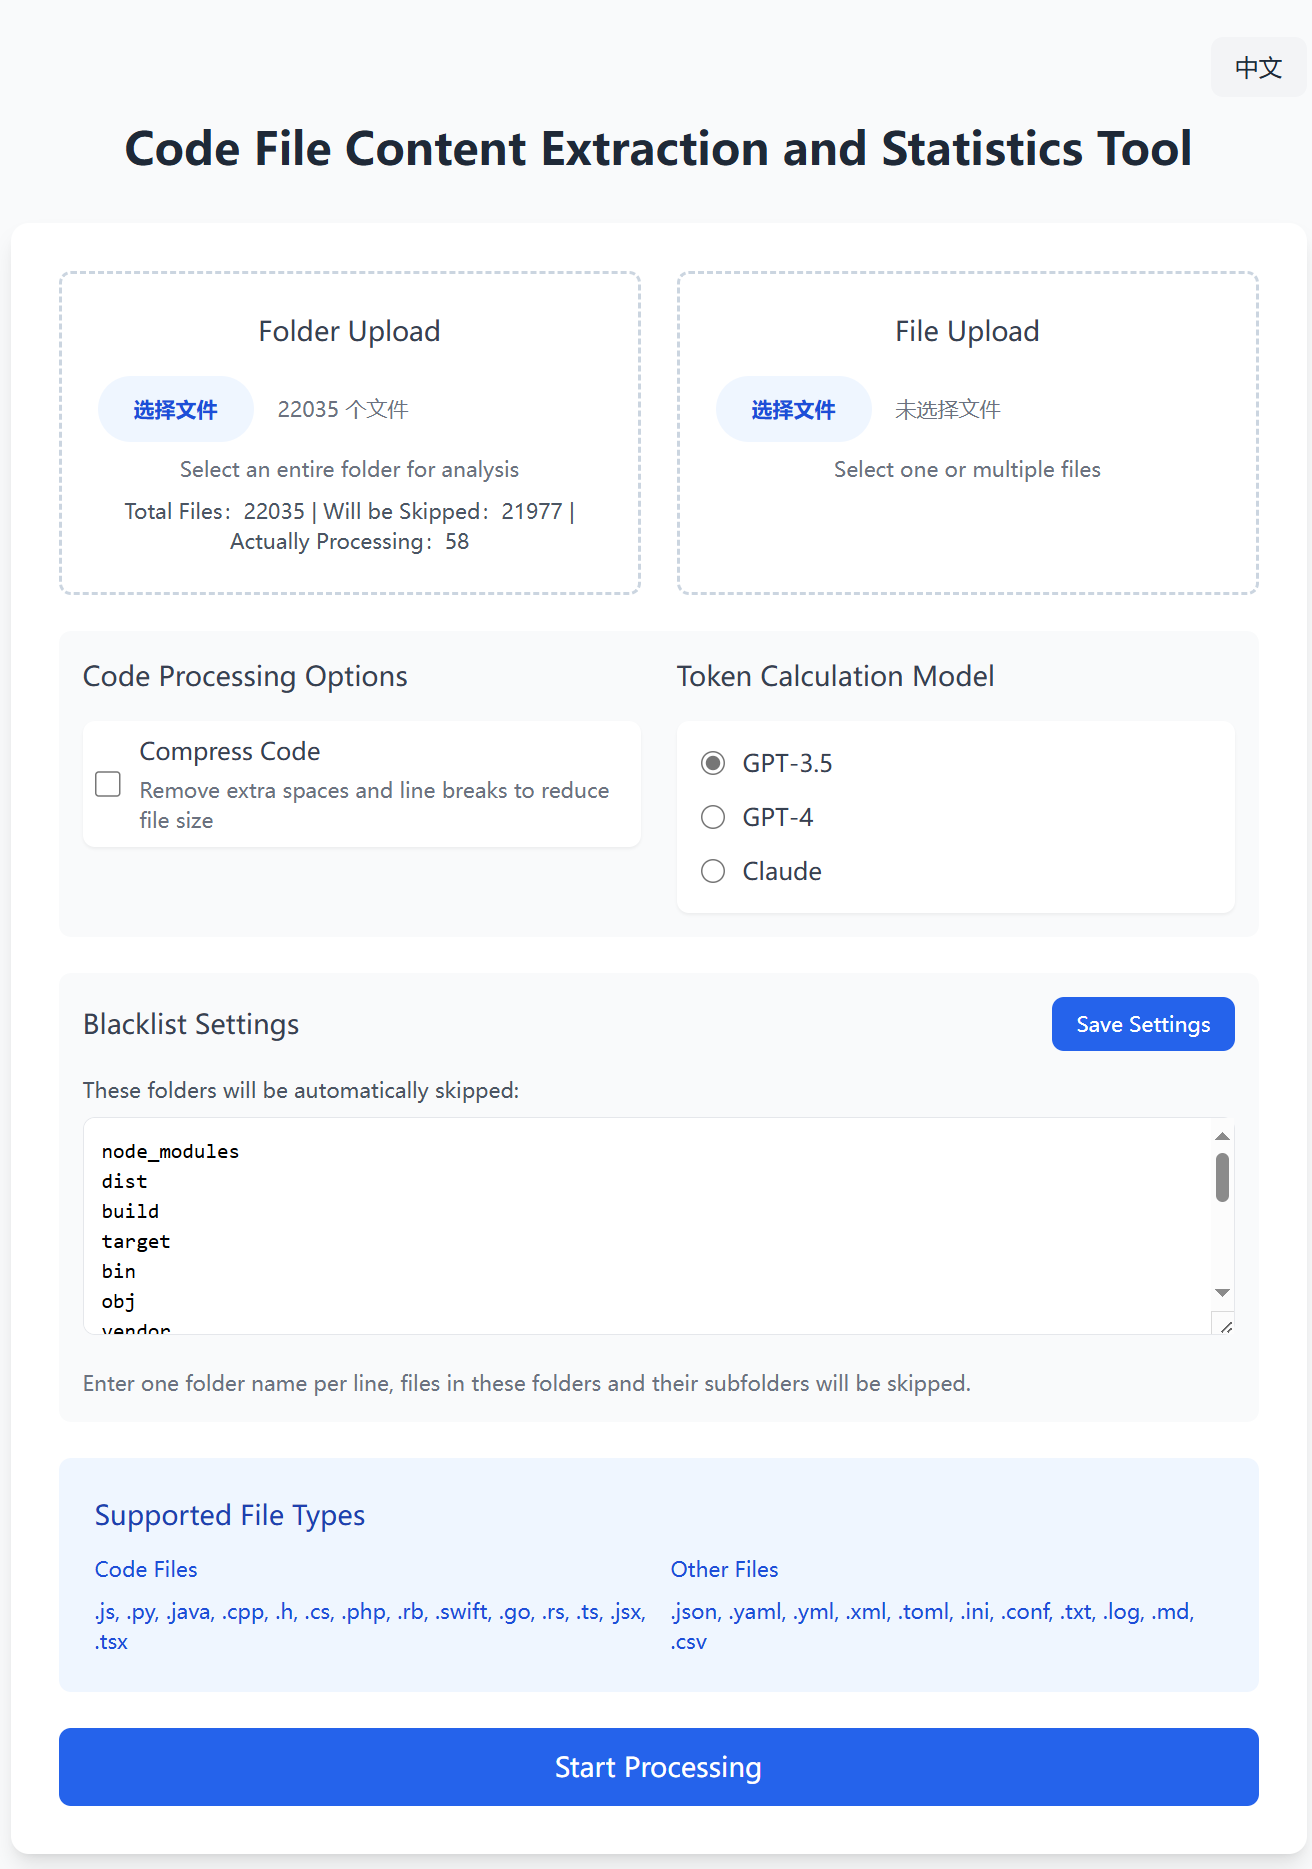 中文
Code File Content Extraction and Statistics Tool
Folder Upload
选择文件 22035 个文件
Select an entire folder for analysis
Total Files：22035 | Will be Skipped：21977 |
Actually Processing：58
File Upload
选择文件 未选择文件
Select one or multiple files
Code Processing Options
Compress Code
Remove extra spaces and line breaks to reduce
file size
Token Calculation Model
GPT-3.5
GPT-4
Claude
Blacklist Settings
Save Settings
These folders will be automatically skipped:
node_modules
dist
build
target
bin
obj
vendor
Enter one folder name per line, files in these folders and their subfolders will be skipped.
Supported File Types
Code Files
.js, .py, .java, .cpp, .h, .cs, .php, .rb, .swift, .go, .rs, .ts, .jsx,
.tsx
Other Files
.json, .yaml, .yml, .xml, .toml, .ini, .conf, .txt, .log, .md,
.csv
Start Processing